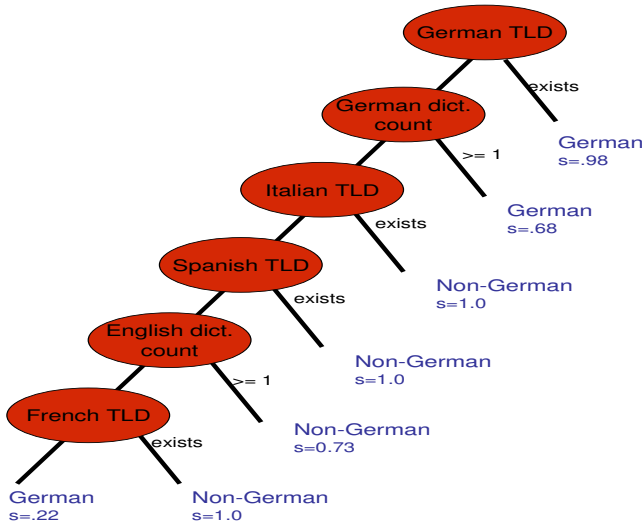 German TLD
exists
German dict.
count
German
s=.98
>= 1
Italian TLD
German
s=.68
exists
Spanish TLD
Non-German
s=1.0
exists
English dict.
count
Non-German
s=1.0
>= 1
French TLD
Non-German
s=0.73
exists
German
s=.22
Non-German
s=1.0